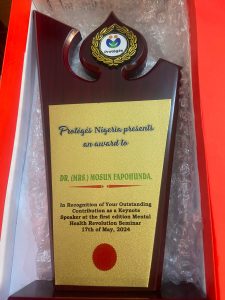 Protégés
Protégés Nigeria presents
an award to
DR. (MRS.) MOSUN FAPOHUNDA.
In Recognition of Your Outstanding
Contribution as a Keynote
Speaker at the first edition Mental
Health Revolution Seminar
17th of May, 2024